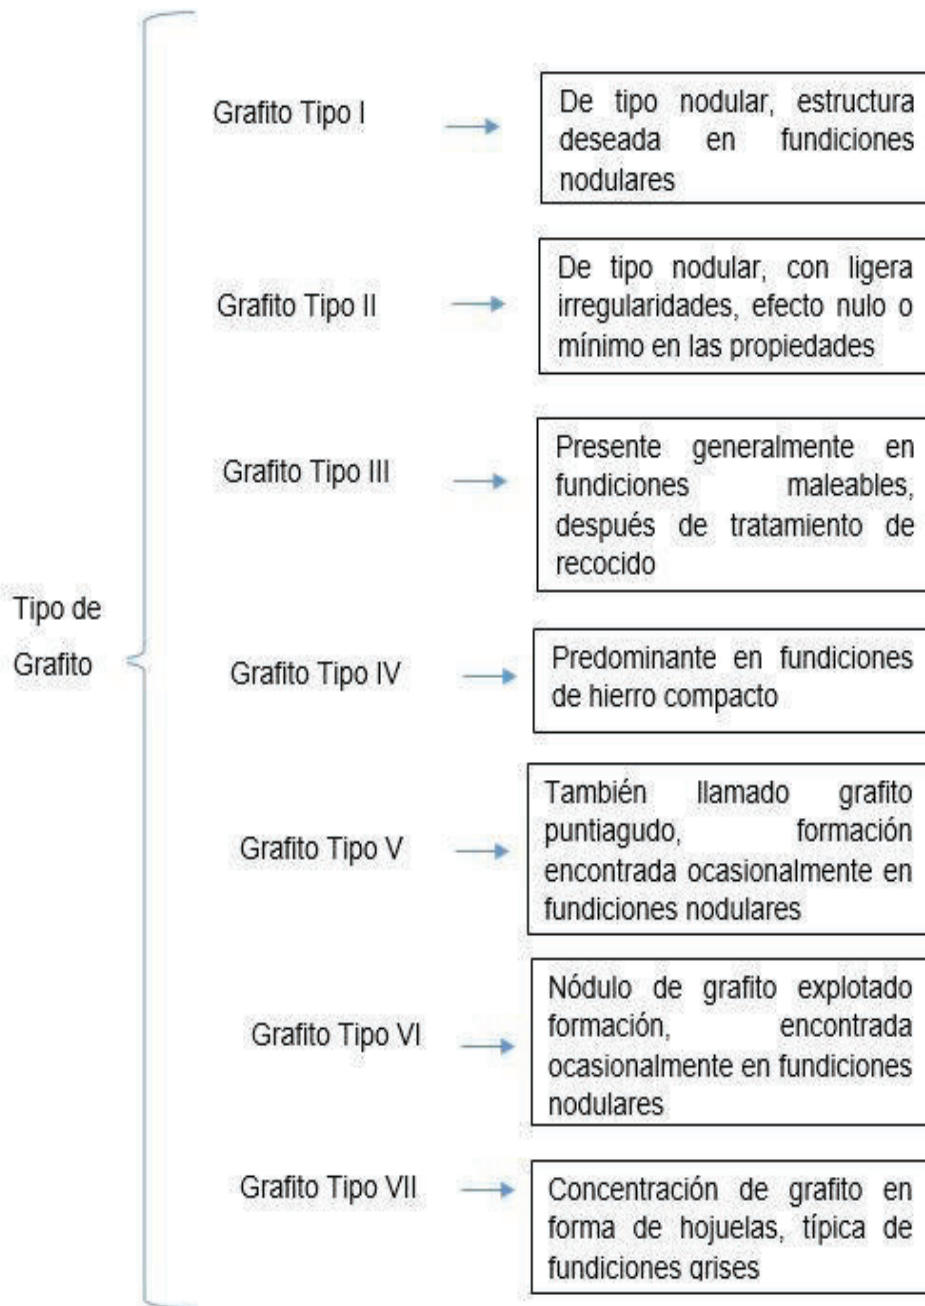 Tipo de
Grafito
Grafito Tipo I
De tipo nodular, estructura
deseada en fundiciones
nodulares
Grafito Tipo II
De tipo nodular, con ligera
irregularidades, efecto nulo o
mínimo en las propiedades
Grafito Tipo III
Presente generalmente en
fundiciones maleables,
después de tratamiento de
recocido
Grafito Tipo IV
Predominante en fundiciones
de hierro compacto
Grafito Tipo V
También llamado grafito
puntiagudo, formación
encontrada ocasionalmente en
fundiciones nodulares
Grafito Tipo VI
Nódulo de grafito explotado
formación, encontrada
ocasionalmente en fundiciones
nodulares
Grafito Tipo VII
Concentración de grafito en
forma de hojuelas, típica de
fundiciones grises